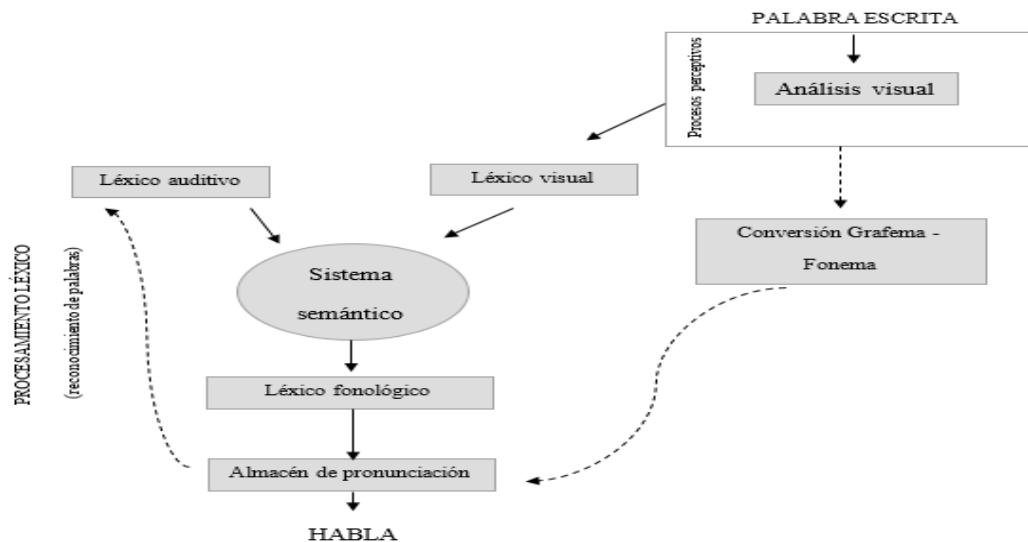 PALABRA ESCRITA
Procesos perceptivos
Análisis visual
Léxico auditivo
Léxico visual
Conversión Grafema -
Fonema
Sistema
semántico
PROCESAMIENTO LÉXICO
(reconocimiento de palabras)
Léxico fonológico
Almacén de pronunciación
HABLA